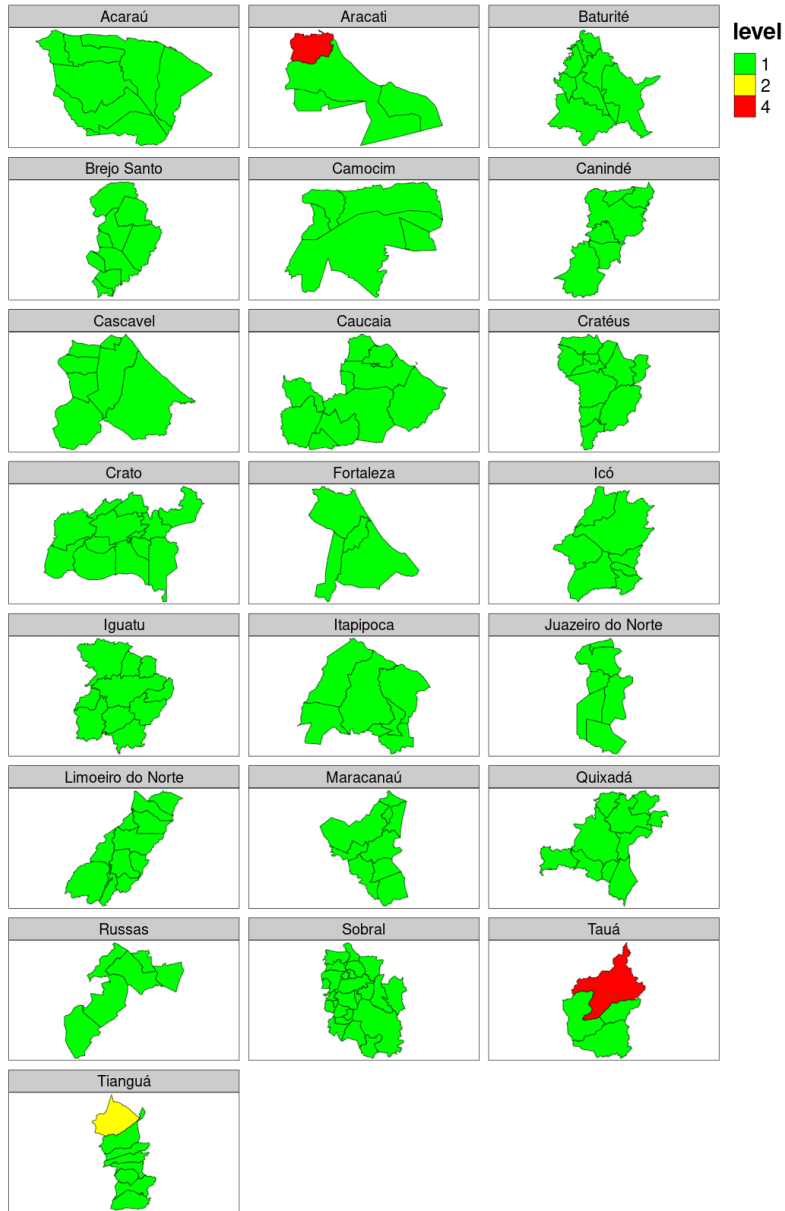 Acaraú
Aracati
Baturité
level
1
2
4
Brejo Santo
Camocim
Canindé
Cascavel
Caucaia
Cratéus
Crato
Fortaleza
Icó
Iguatu
Itapipoca
Juazeiro do Norte
Limoeiro do Norte
Maracanaú
Quixadá
Russas
Sobral
Tauá
Tianguá